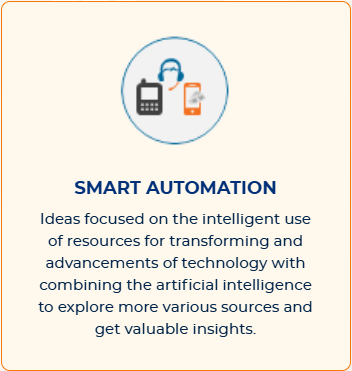 SMART AUTOMATION
Ideas focused on the intelligent use
of resources for transforming and
advancements of technology with
combining the artificial intelligence
to explore more various sources and
get valuable insights.